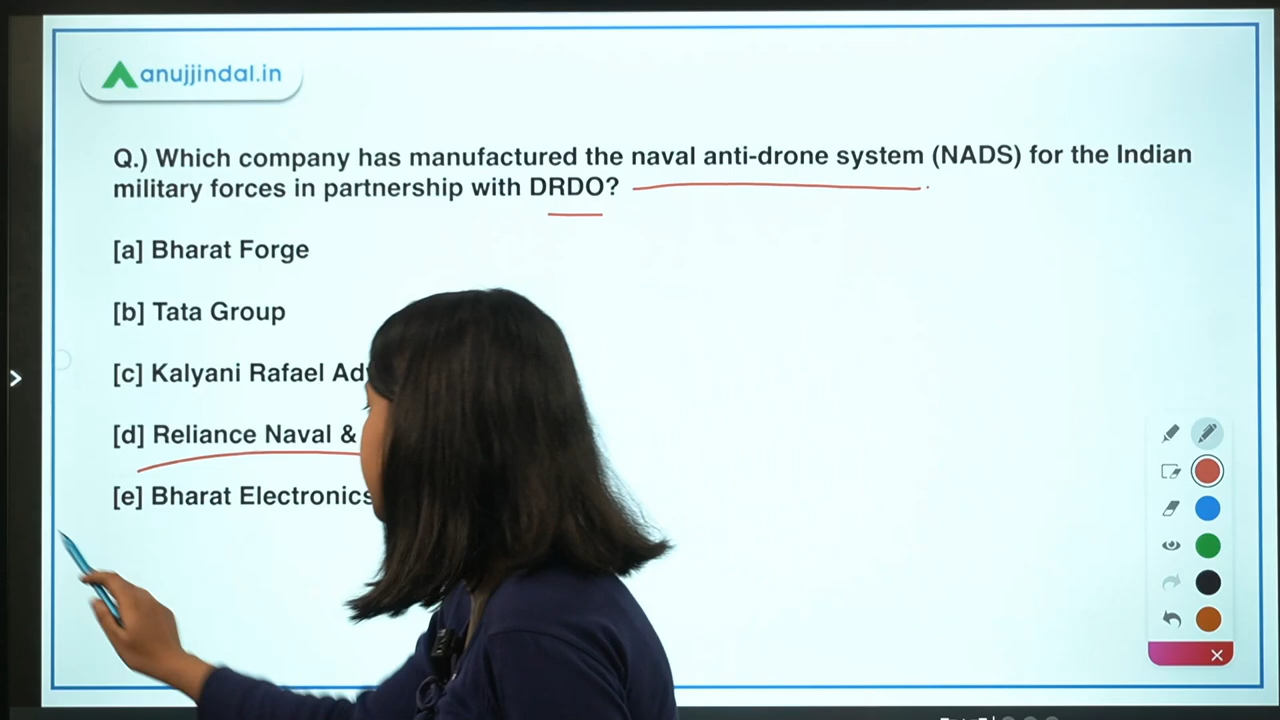 anujjindal.in
Q.) Which company has manufactured the naval anti-drone system (NADS) for the Indian
military forces in partnership with DRDO?
[a] Bharat Forge
[b] Tata Group
[c] Kalyani Rafael
[d] Reliance Naval &
[e] Bharat Electronics